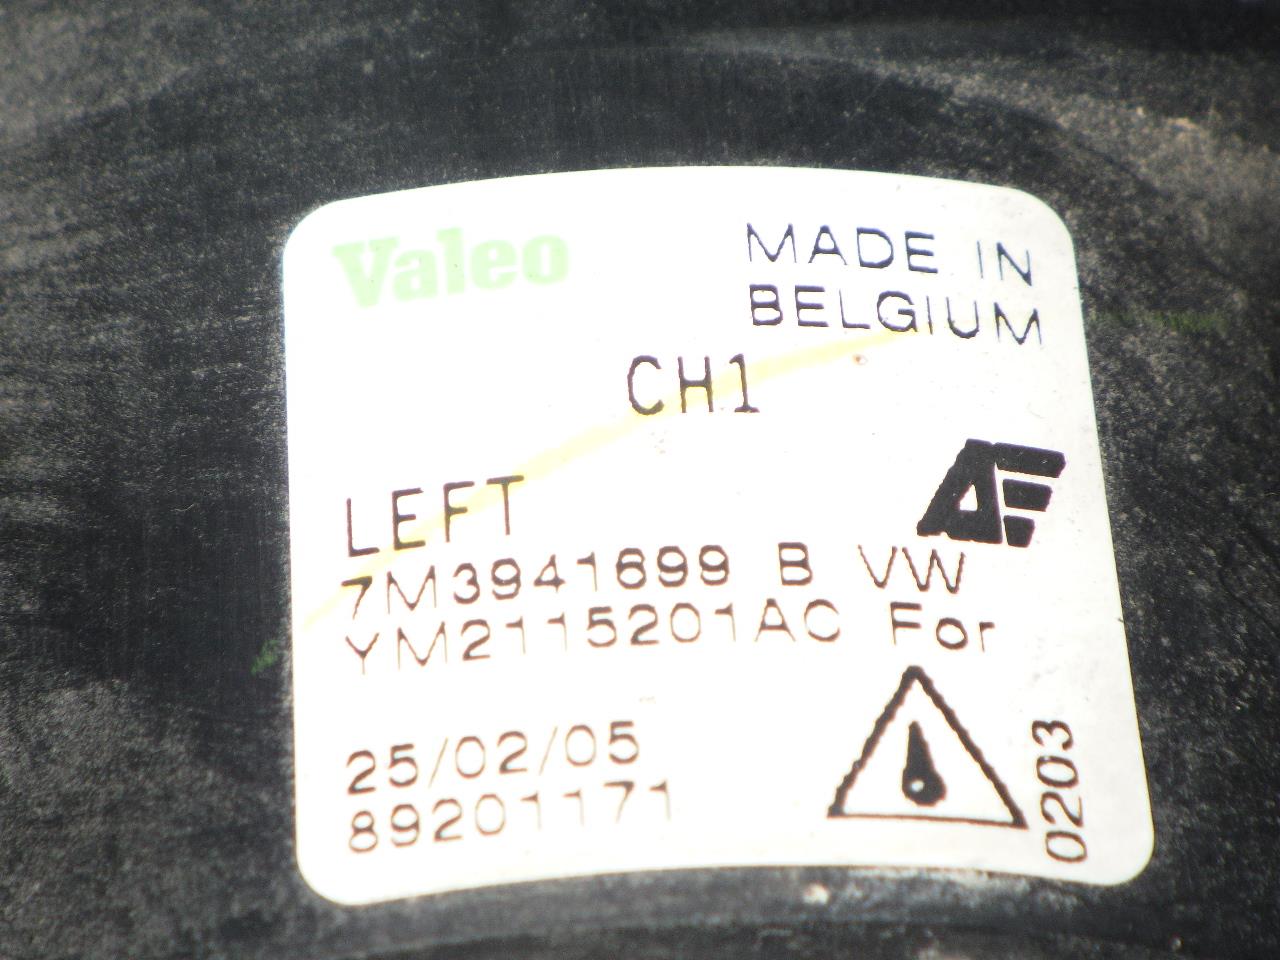 Valeo
MADE IN
BELGIUM
CH1
LEFT
7M3941699 B VW
YM2115201AC For
25/02/05
89201171
0203